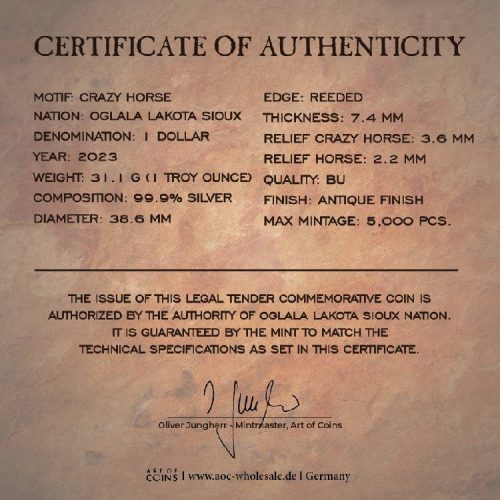 CERTIFICATE OF AUTHENTICITY
MOTIF: CRAZY HORSE
NATION: OGLALA LAKOTA SIOUX
DENOMINATION: 1 DOLLAR
YEAR: 2023
WEIGHT: 31.1 G (1 TROY OUNCE)
COMPOSITION: 99.9% SILVER
DIAMETER: 38.6 MM
EDGE: REEDED
THICKNESS: 7.4 MM
RELIEF CRAZY HORSE: 3.6 MM
RELIEF HORSE: 2.2 MM
QUALITY: BU
FINISH: ANTIQUE FINISH
MAX MINTAGE: 5,000 PCS.
THE ISSUE OF THIS LEGAL TENDER COMMEMORATIVE COIN IS
AUTHORIZED BY THE AUTHORITY OF OGLALA LAKOTA SIOUX NATION.
IT IS GUARANTEED BY THE MINT TO MATCH THE
TECHNICAL SPECIFICATIONS AS SET IN THIS CERTIFICATE.
Oliver Jungherr - Mintmaster, Art of Coins
ART OF COINS | www.aoc-wholesale.de | Germany